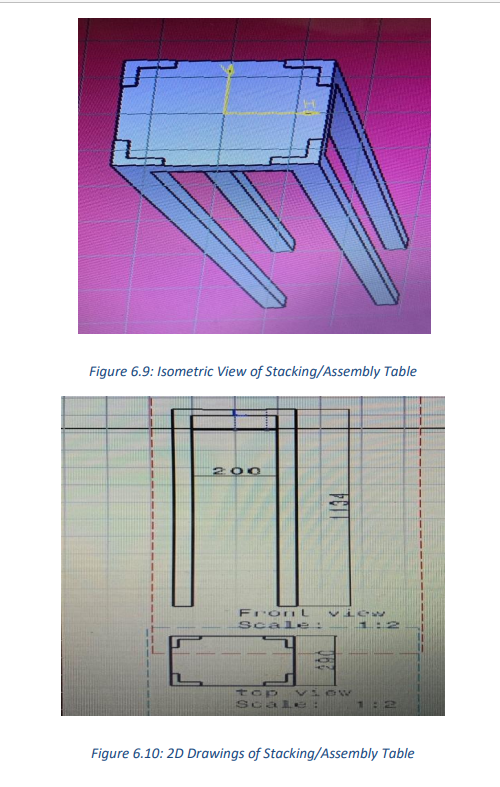 H
Figure 6.9: Isometric View of Stacking/Assembly Table
200
1134
Front view
Scale: 1:2
280
top view
Scale: 1:2
Figure 6.10: 2D Drawings of Stacking/Assembly Table